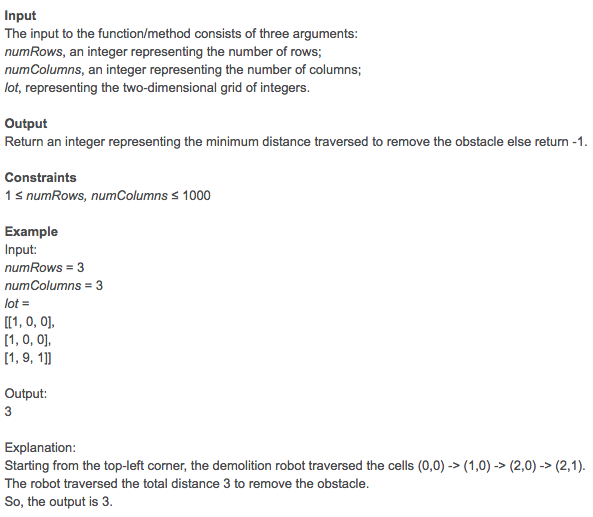 Input
The input to the function/method consists of three arguments:
numRows, an integer representing the number of rows;
numColumns, an integer representing the number of columns;
lot, representing the two-dimensional grid of integers.
Output
Return an integer representing the minimum distance traversed to remove the obstacle else return -1.
Constraints
1 ≤ numRows, numColumns ≤ 1000
Example
Input:
numRows = 3
numColumns = 3
lot =
[[1, 0, 0],
[1, 0, 0],
[1, 9, 1]]
Output:
3
Explanation:
Starting from the top-left corner, the demolition robot traversed the cells (0,0) -> (1,0) -> (2,0) -> (2,1).
The robot traversed the total distance 3 to remove the obstacle.
So, the output is 3.